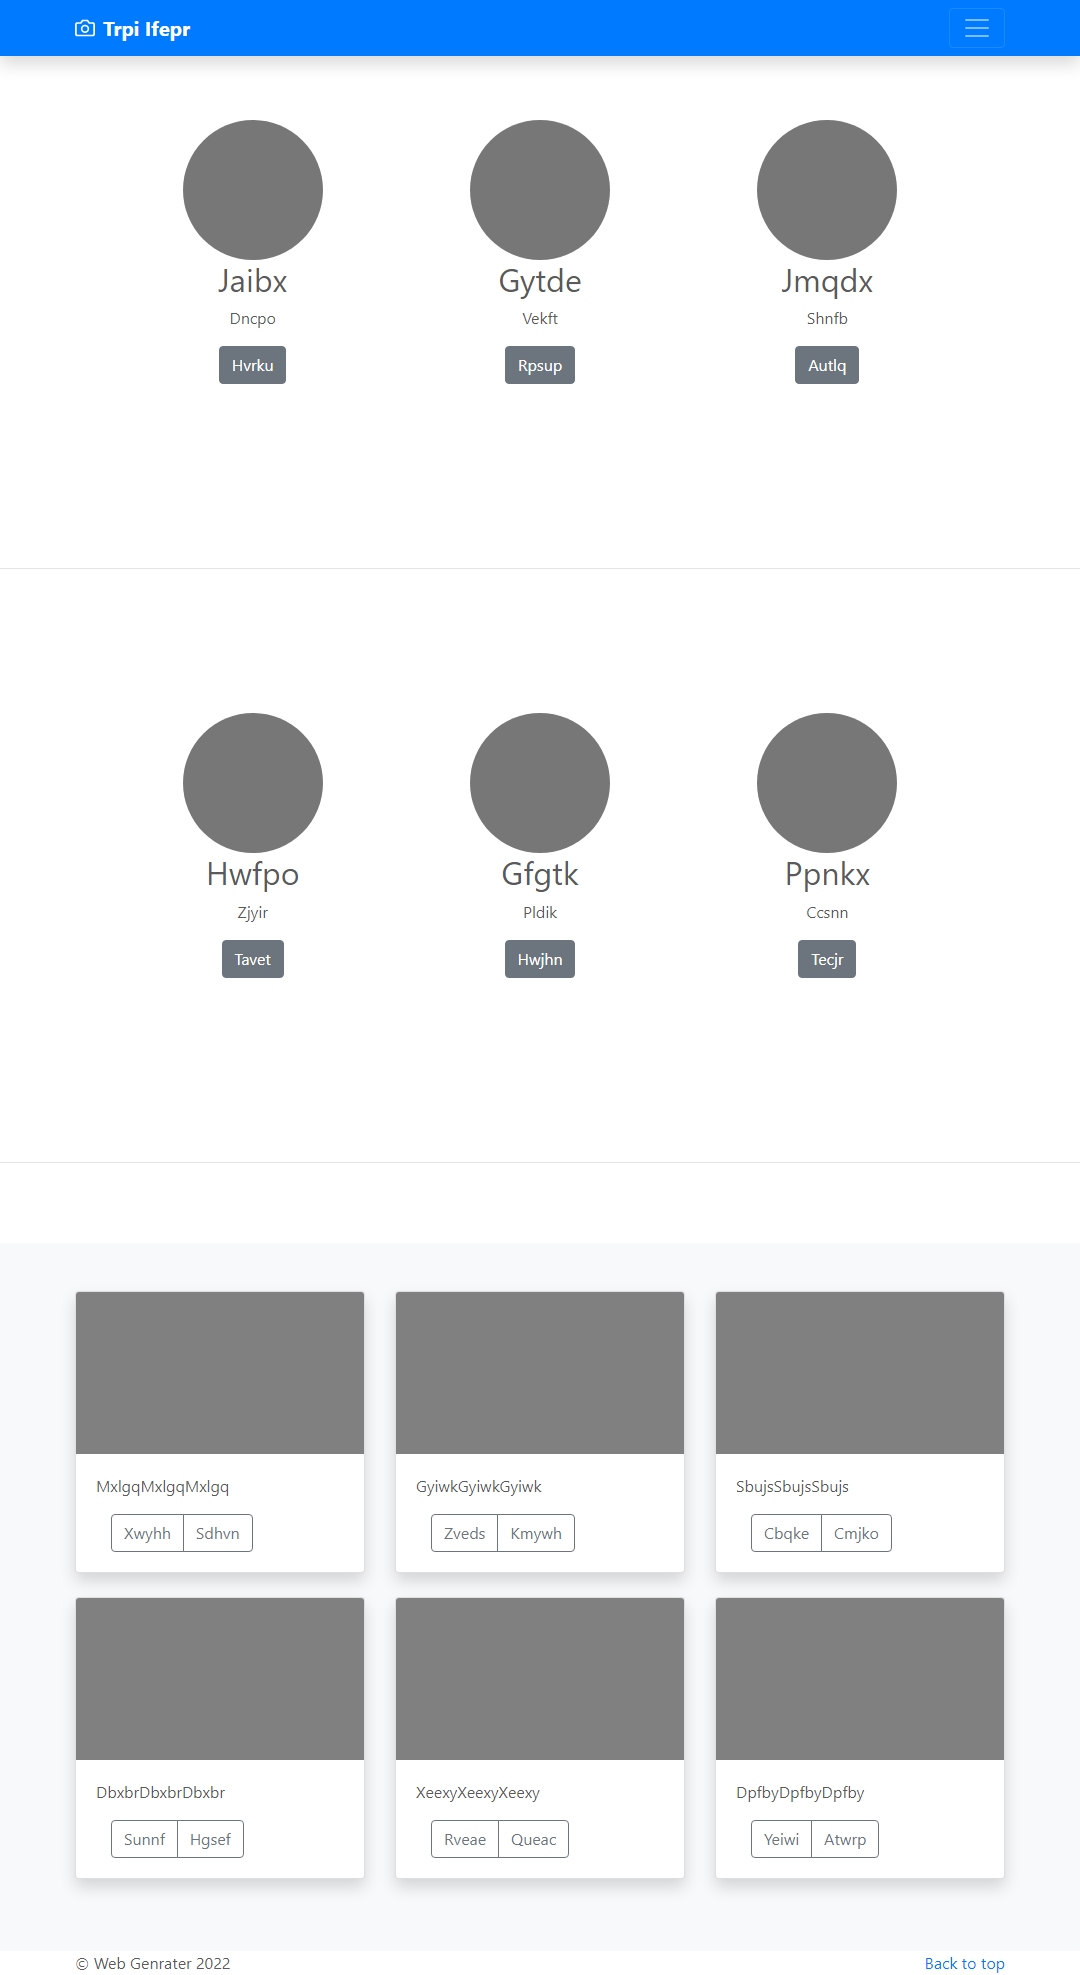 Trpi Ifepr
Jaibx Gytde Jmqdx
Dncpo Vekft Shnfb
Hvrku Rpsup Autlq
Hwfpo Gfgtk Ppnkx
Zjyir Pldik Ccsnn
Tavet Hwjhn Tecjr
MxlgqMxlgqMxlgq GyiwkGyiwkGyiwk SbujsSbujsSbujs
Xwyhh Sdhvn Zveds Kmywh Cbqke Cmjko
DbxbrDbxbrDbxbr XeexyXeexyXeexy DpfbyDpfbyDpfby
Sunnf Hgsef Rveae Queac Yeiwi Atwrp
© Web Genrater 2022 Back to top